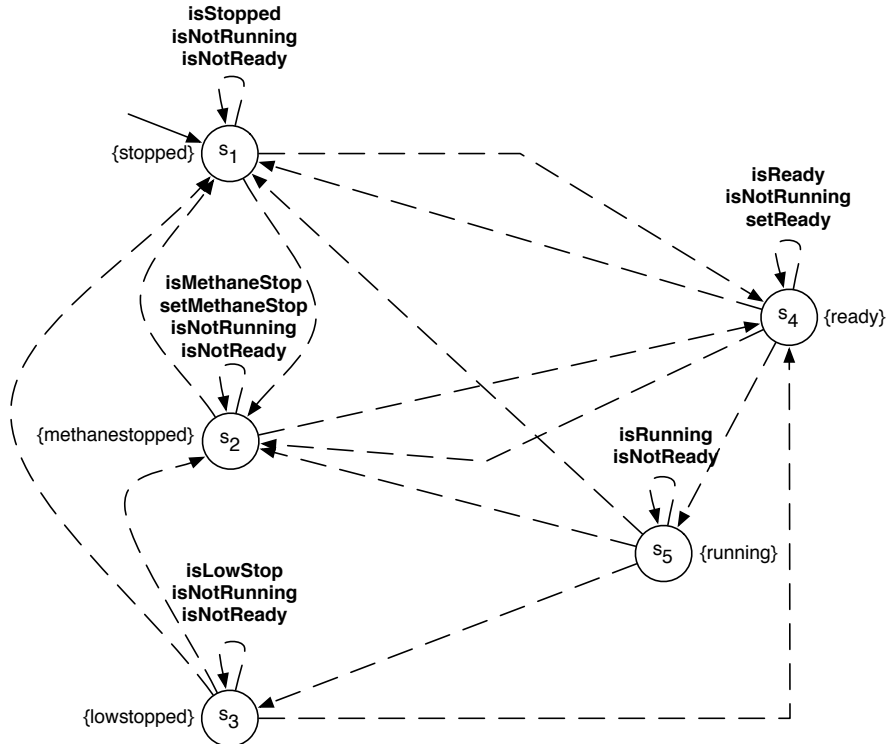 isStopped
isNotRunning
isNotReady
{stopped}
s1
isReady
isNotRunning
setReady
s4
{ready}
isMethaneStop
setMethaneStop
isNotRunning
isNotReady
{methanestopped}
s2
isRunning
isNotReady
s5
{running}
isLowStop
isNotRunning
isNotReady
{lowstopped}
s3